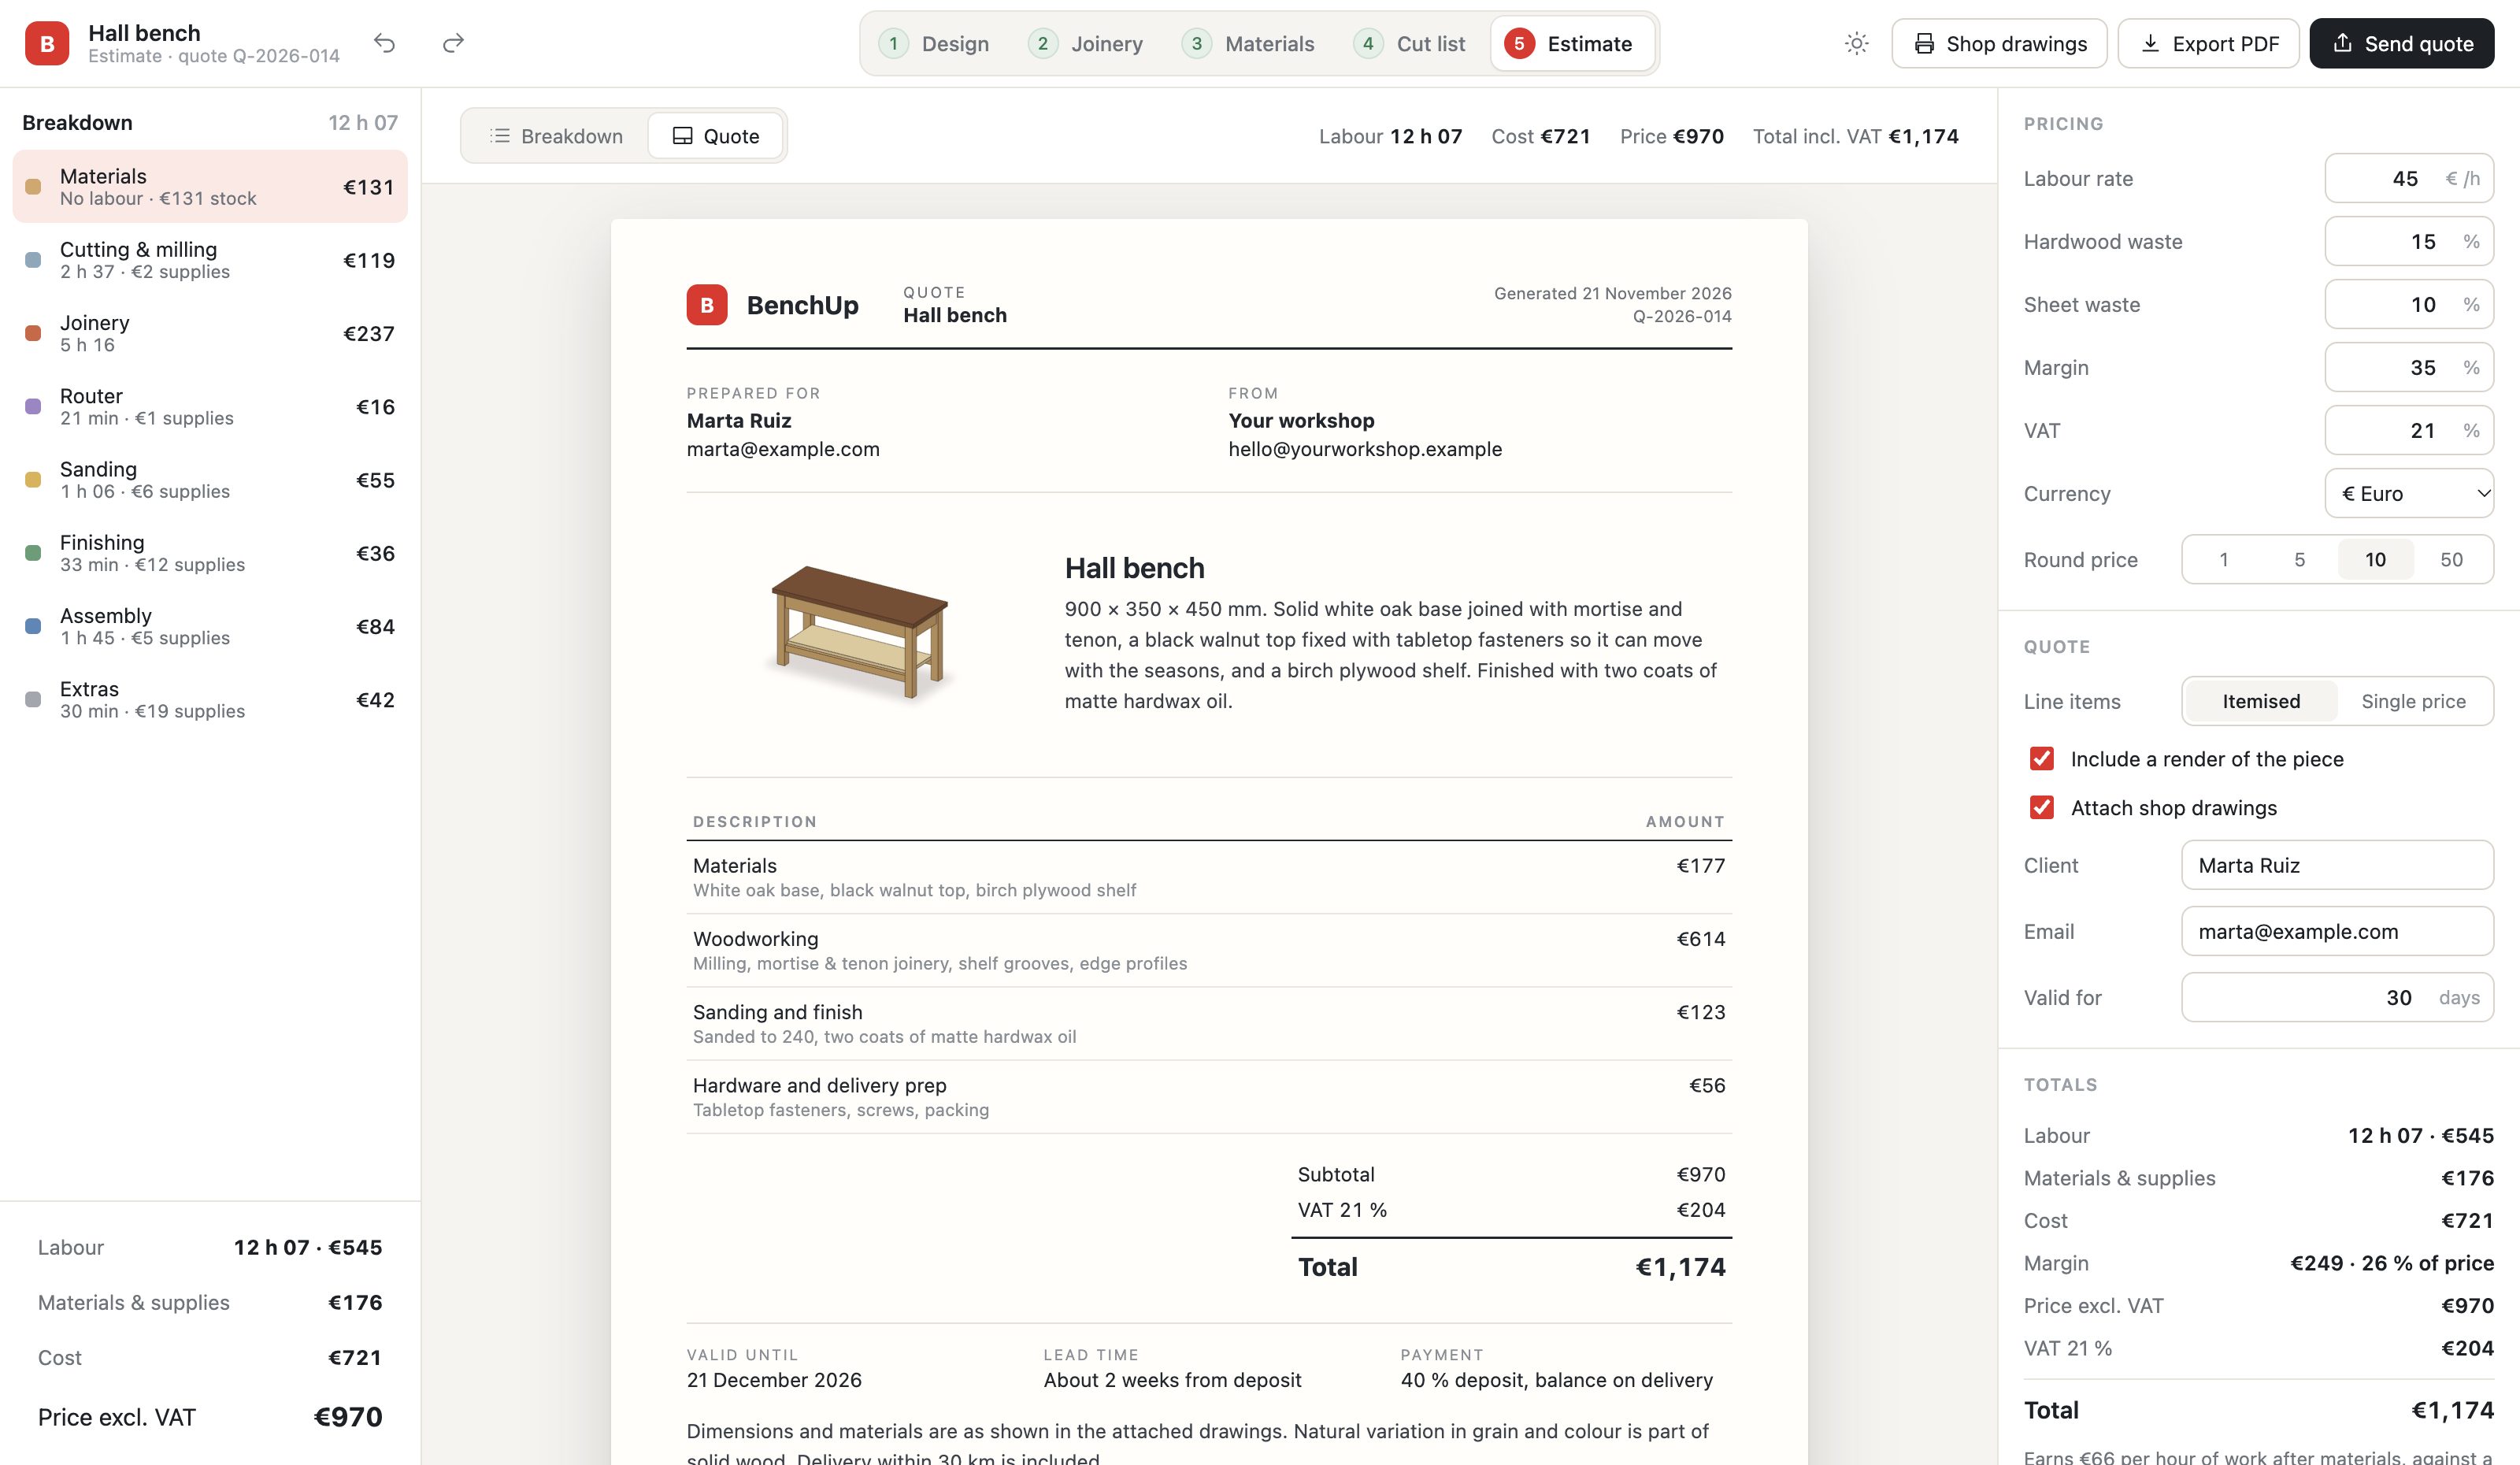 B
Hall bench
Estimate · quote Q-2026-014
1 Design
2 Joinery
3 Materials
4 Cut list
5 Estimate
Shop drawings
Export PDF
Send quote
Breakdown 12 h 07
Materials €131
No labour · €131 stock
Cutting & milling €119
2 h 37 · €2 supplies
Joinery €237
5 h 16
Router €16
21 min · €1 supplies
Sanding €55
1 h 06 · €6 supplies
Finishing €36
33 min · €12 supplies
Assembly €84
1 h 45 · €5 supplies
Extras €42
30 min · €19 supplies
Labour 12 h 07 · €545
Materials & supplies €176
Cost €721
Price excl. VAT €970
Breakdown
Quote
Labour 12 h 07 Cost €721 Price €970 Total incl. VAT €1,174
B BenchUp
QUOTE
Hall bench
Generated 21 November 2026
Q-2026-014
PREPARED FOR
Marta Ruiz
marta@example.com
FROM
Your workshop
hello@yourworkshop.example
Hall bench
900 × 350 × 450 mm. Solid white oak base joined with mortise and
tenon, a black walnut top fixed with tabletop fasteners so it can move
with the seasons, and a birch plywood shelf. Finished with two coats of
matte hardwax oil.
DESCRIPTION AMOUNT
Materials €177
White oak base, black walnut top, birch plywood shelf
Woodworking €614
Milling, mortise & tenon joinery, shelf grooves, edge profiles
Sanding and finish €123
Sanded to 240, two coats of matte hardwax oil
Hardware and delivery prep €56
Tabletop fasteners, screws, packing
Subtotal €970
VAT 21 % €204
Total €1,174
VALID UNTIL
21 December 2026
LEAD TIME
About 2 weeks from deposit
PAYMENT
40 % deposit, balance on delivery
Dimensions and materials are as shown in the attached drawings. Natural variation in grain and colour is part of
solid wood. Delivery within 30 km is included.
PRICING
Labour rate 45 € /h
Hardwood waste 15 %
Sheet waste 10 %
Margin 35 %
VAT 21 %
Currency € Euro
Round price 1 5 10 50
QUOTE
Line items Itemised Single price
Include a render of the piece
Attach shop drawings
Client Marta Ruiz
Email marta@example.com
Valid for 30 days
TOTALS
Labour 12 h 07 · €545
Materials & supplies €176
Cost €721
Margin €249 · 26 % of price
Price excl. VAT €970
VAT 21 % €204
Total €1,174
Earns €66 per hour of work after materials, against a